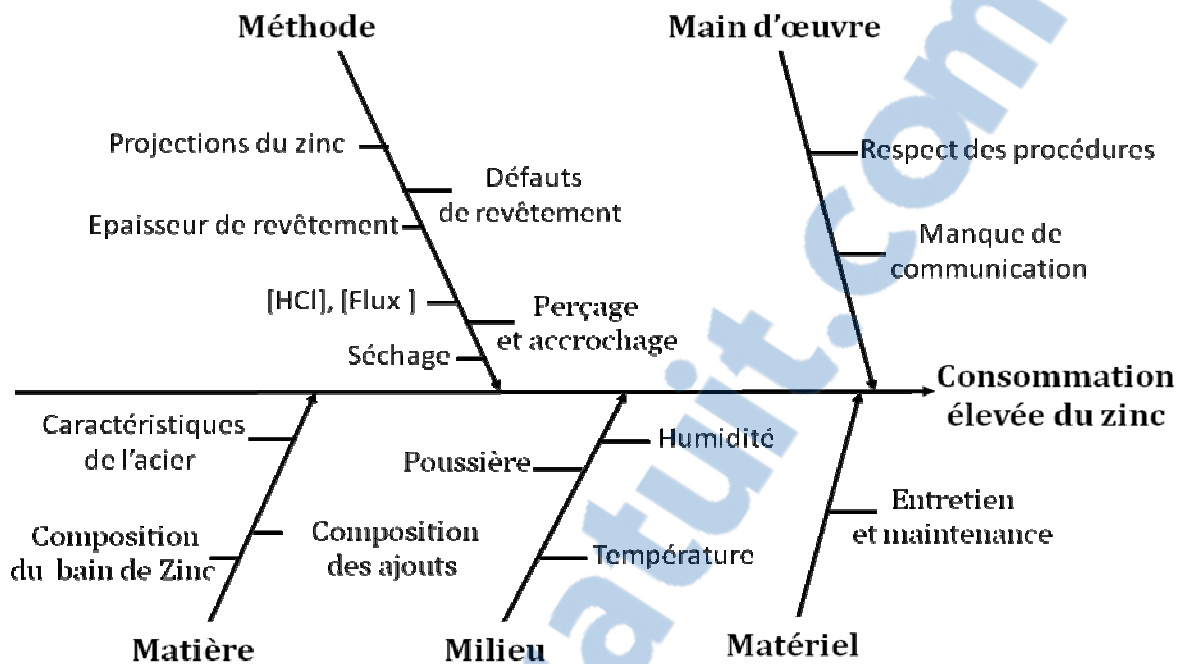 Méthode
Main d'œuvre
Projections du zinc
Respect des procédures
Défauts
de revêtement
Epaisseur de revêtement
Manque de
communication
[HCl], [Flux ]
Perçage
et accrochage
Séchage
Consommation
élevée du zinc
Caractéristiques
de l'acier
Humidité
Poussière
Entretien
et maintenance
Composition
du bain de Zinc
Composition
des ajouts
Température
Matière
Milieu
Matériel
atuit.com